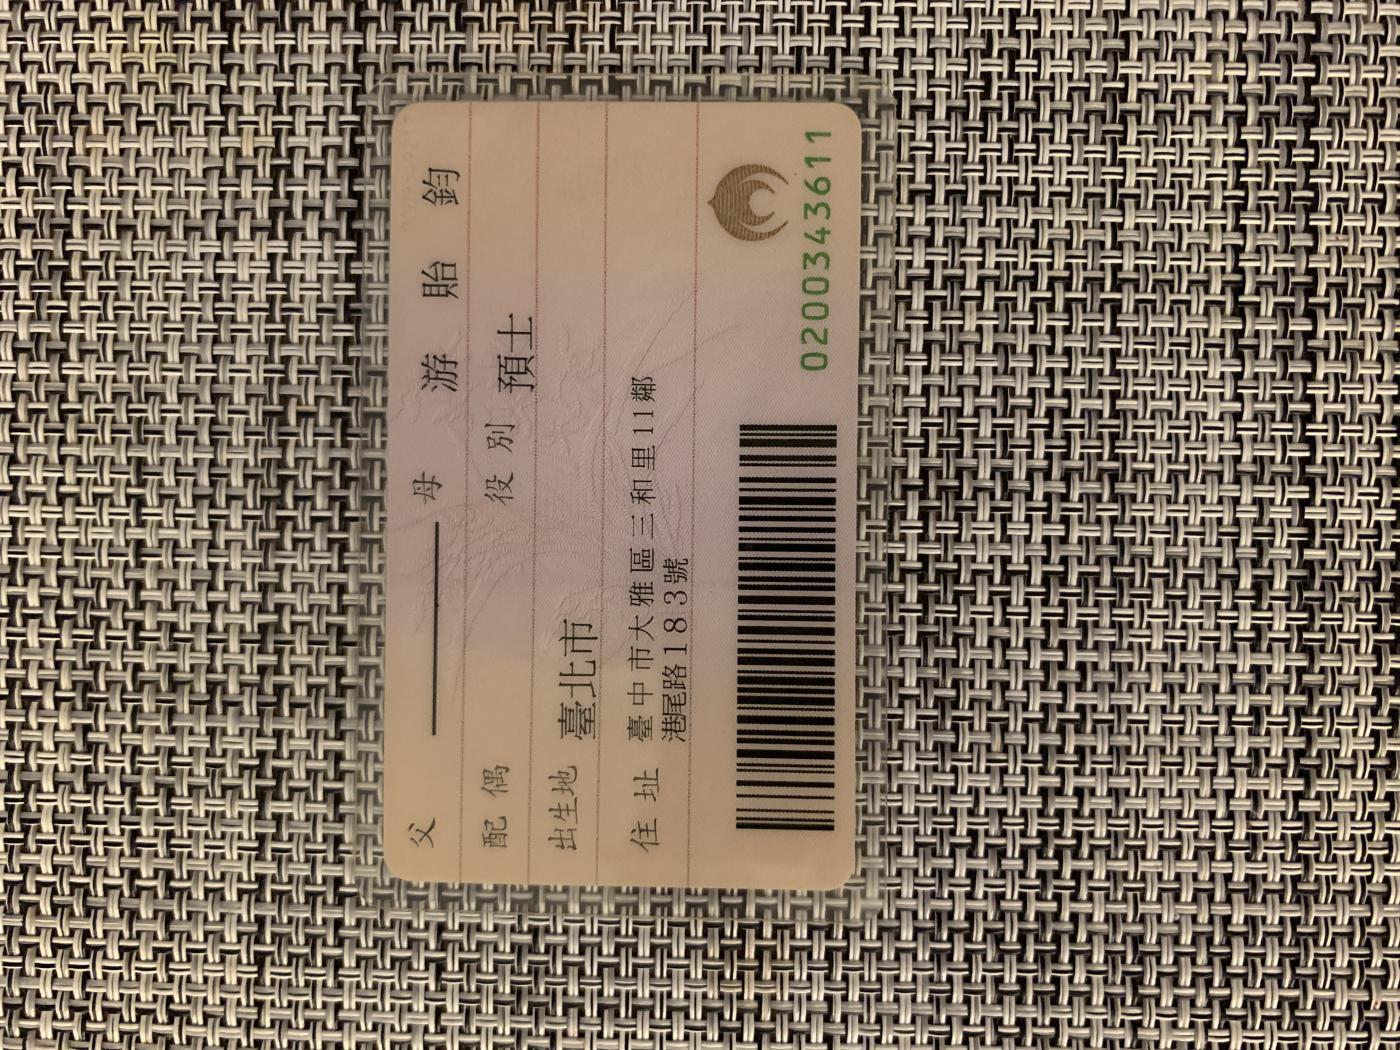 父 母 游 貽 鈞
配偶 役別 預士
出生地 臺北市
住址 臺中市大雅區三和里11鄰
港尾路183號
0200343611